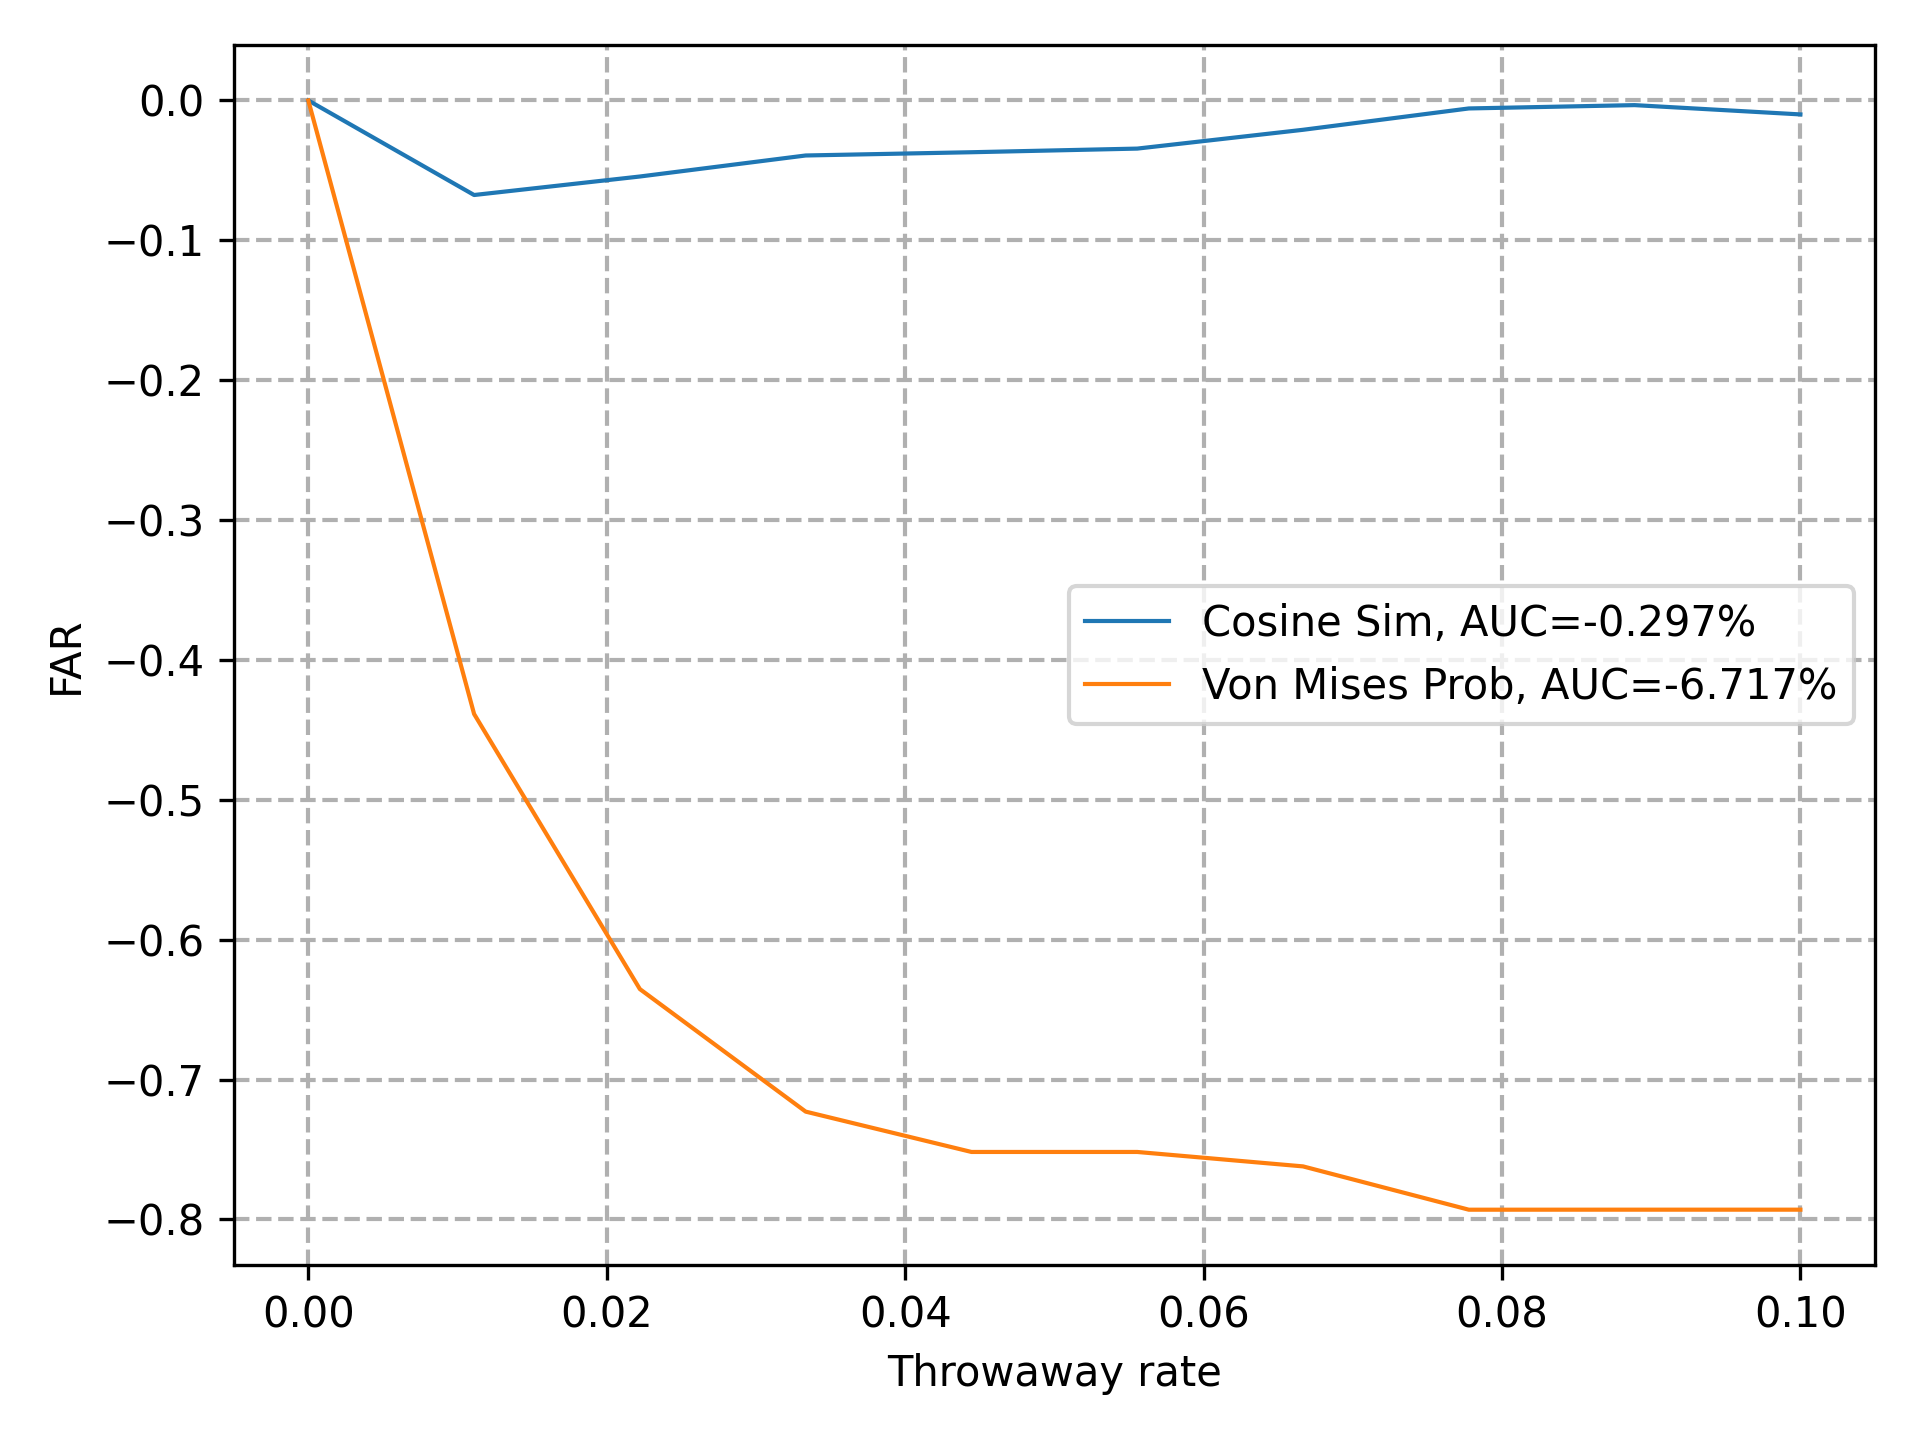 0.0
−0.1
−0.2
−0.3
−0.4
−0.5
−0.6
−0.7
−0.8
FAR
Cosine Sim, AUC=-0.297%
Von Mises Prob, AUC=-6.717%
0.00 0.02 0.04 0.06 0.08 0.10
Throwaway rate